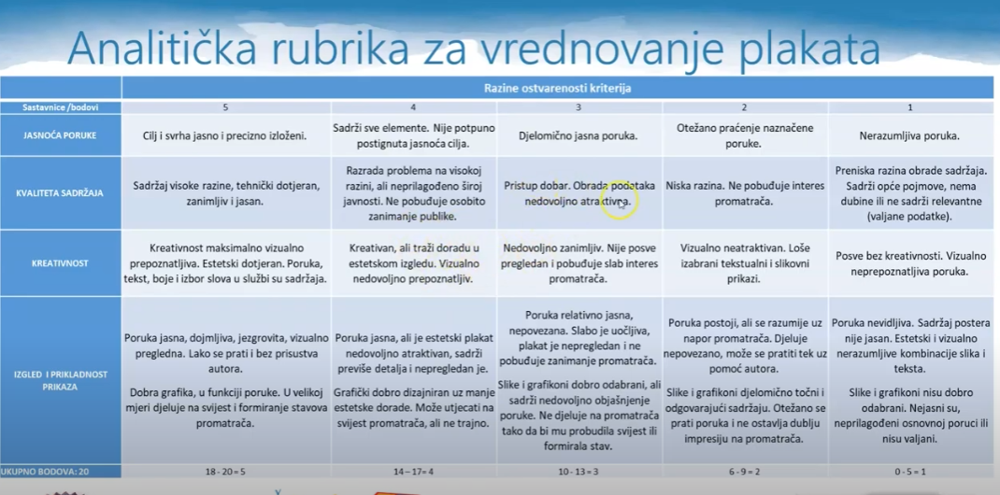 Analitička rubrika za vrednovanje plakata
Razine ostvarenosti kriterija
Sastavnice /bodovi
5
4
3
2
1
JASNOĆA PORUKE
Cilj i svrha jasno i precizno izloženi.
Sadrži sve elemente. Nije potpuno
postignuta jasnoća cilja.
Djelomično jasna poruka.
Otežano praćenje naznačene
poruke.
Nerazumljiva poruka.
KVALITETA SADRŽAJA
Sadržaj visoke razine, tehnički dotjeran,
zanimljiv i jasan.
Razrada problema na visokoj
razini, ali neprilagođeno široj
javnosti. Ne pobuđuje osobito
zanimanje publike.
Pristup dobar. Obrada podataka
nedovoljno atraktivna.
Niska razina. Ne pobuđuje interes
promatrača.
Preniska razina obrade sadržaja.
Sadrži opće pojmove, nema
dubine ili ne sadrži relevantne
(valjane podatke).
KREATIVNOST
Kreativnost maksimalno vizualno
prepoznatljiva. Estetski dotjeran. Poruka,
tekst, boje i izbor slova u službi su sadržaja.
Kreativan, ali traži doradu u
estetskom izgledu. Vizualno
nedovoljno prepoznatljiv.
Nedovoljno zanimljiv. Nije posve
pregledan i pobuđuje slab interes
promatrača.
Vizualno neatraktivan. Loše
izabrani tekstualni i slikovni
prikazi.
Posve bez kreativnosti. Vizualno
neprepoznatljiva poruka.
IZGLED I PRIKLADNOST
PRIKAZA
Poruka jasna, dojmljiva, jezgrovita, vizualno
pregledna. Lako se prati i bez prisustva
autora.
Dobra grafika, u funkciji poruke. U velikoj
mjeri djeluje na svijest i formiranje stavova
promatrača.
Poruka jasna, ali je estetski plakat
nedovoljno atraktivan, sadrži
previše detalja i nepregledan je.
Grafički dobro dizajniran uz manje
estetske dorade. Može utjecati na
svijest promatrača, ali ne trajno.
Poruka relativno jasna,
nepovezana. Slabo je uočljiva,
plakat je nepregledan i ne
pobuđuje zanimanje promatrača.
Slike i grafikoni dobro odabrani, ali
sadrži nedovoljno objašnjenje
poruke. Ne djeluje na promatrača
tako da bi mu probudila svijest ili
formirala stav.
Poruka postoji, ali se razumije uz
napor promatrača. Djeluje
nepovezano, može se pratiti tek uz
pomoć autora.
Slike i grafikoni djelomično točni i
odgovarajući sadržaju. Otežano se
prati poruka i ne ostavlja dublju
impresiju na promatrača.
Poruka nevidljiva. Sadržaj postera
nije jasan. Estetski i vizualno
nerazumljive kombinacije slika i
teksta.
Slike i grafikoni nisu dobro
odabrani. Nejasni su,
neprilagođeni osnovnoj poruci ili
nisu valjani.
UKUPNO BODOVA: 20
18 - 20 = 5
14 – 17= 4
10 - 13 = 3
6 - 9 = 2
0 - 5 = 1